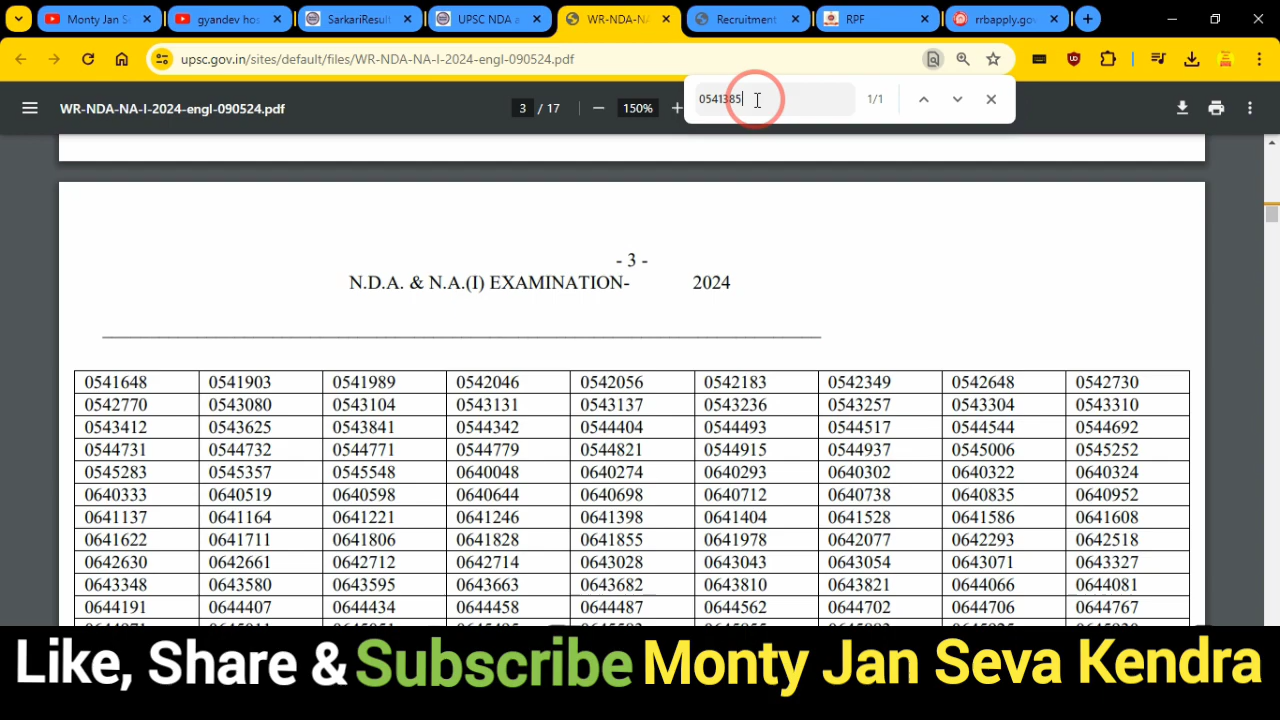 Monty Jan S
gyandev hos
SarkariResul
UPSC NDA a
WR-NDA-NA-
Recruitment
RPF
rrbapply.gov
upsc.gov.in/sites/default/files/WR-NDA-NA-I-2024-engl-090524.pdf
WR-NDA-NA-I-2024-engl-090524.pdf
3 / 17
150%
0541385
1/1
- 3 -
N.D.A. & N.A.(I) EXAMINATION- 2024
0541648 0541903 0541989 0542046 0542056 0542183 0542349 0542648 0542730
0542770 0543080 0543104 0543131 0543137 0543236 0543257 0543304 0543310
0543412 0543625 0543841 0544342 0544404 0544493 0544517 0544544 0544692
0544731 0544732 0544771 0544779 0544821 0544915 0544937 0545006 0545252
0545283 0545357 0545548 0640048 0640274 0640293 0640302 0640322 0640324
0640333 0640519 0640598 0640644 0640698 0640712 0640738 0640835 0640952
0641137 0641164 0641221 0641246 0641398 0641404 0641528 0641586 0641608
0641622 0641711 0641806 0641828 0641855 0641978 0642077 0642293 0642518
0642630 0642661 0642712 0642714 0643028 0643043 0643054 0643071 0643327
0643348 0643580 0643595 0643663 0643682 0643810 0643821 0644066 0644081
0644191 0644407 0644434 0644458 0644487 0644562 0644702 0644706 0644767
Like, Share & Subscribe Monty Jan Seva Kendra